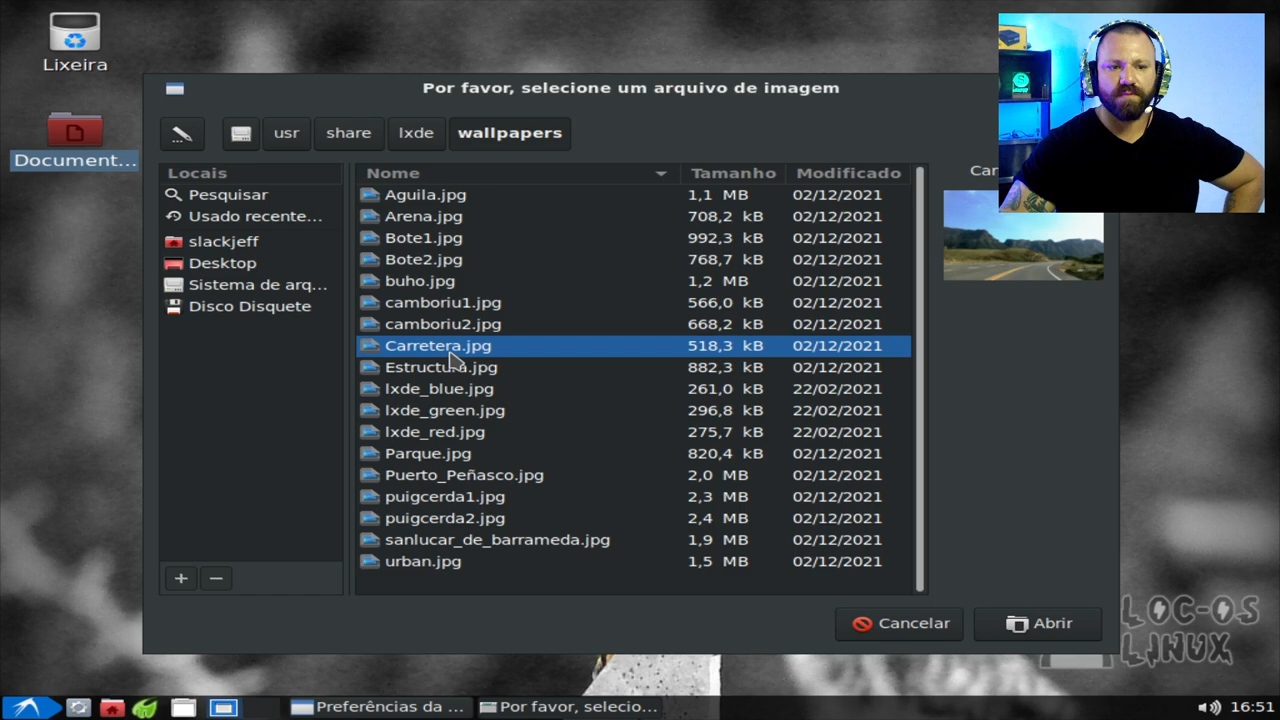 Lixeira
Document...
Por favor, selecione um arquivo de imagem
usr
share
lxde
wallpapers
Locais
Pesquisar
Usado recente...
slackjeff
Desktop
Sistema de arq...
Disco Disquete
Nome Tamanho Modificado
Aguila.jpg 1,1 MB 02/12/2021
Arena.jpg 708,2 kB 02/12/2021
Bote1.jpg 992,3 kB 02/12/2021
Bote2.jpg 768,7 kB 02/12/2021
buho.jpg 1,2 MB 02/12/2021
camboriu1.jpg 566,0 kB 02/12/2021
camboriu2.jpg 668,2 kB 02/12/2021
Carretera.jpg 518,3 kB 02/12/2021
Estructura.jpg 882,3 kB 02/12/2021
lxde_blue.jpg 261,0 kB 22/02/2021
lxde_green.jpg 296,8 kB 22/02/2021
lxde_red.jpg 275,7 kB 22/02/2021
Parque.jpg 820,4 kB 02/12/2021
Puerto_Peñasco.jpg 2,0 MB 02/12/2021
puigcerda1.jpg 2,3 MB 02/12/2021
puigcerda2.jpg 2,4 MB 02/12/2021
sanlucar_de_barrameda.jpg 1,9 MB 02/12/2021
urban.jpg 1,5 MB 02/12/2021
Car
Cancelar
Abrir
LOC-OS
LINUX
Preferências da ...
Por favor, selecio...
16:51